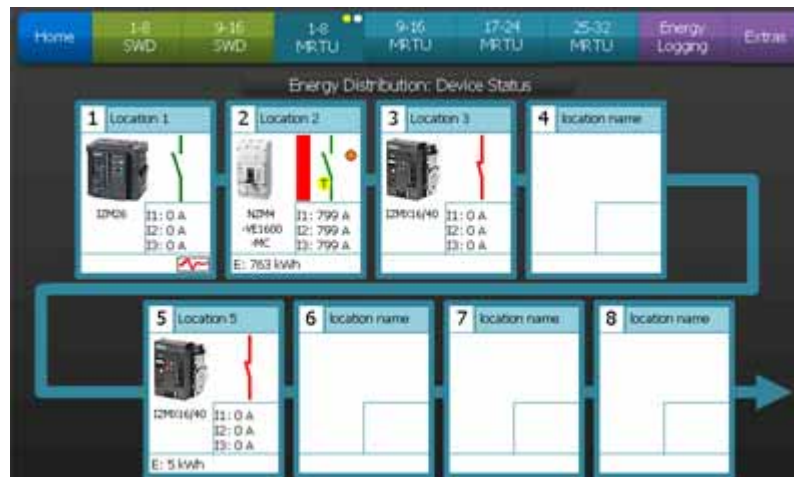 Home
1-8
SWD
9-16
SWD
1-8
MRTU
9-16
MRTU
17-24
MRTU
25-32
MRTU
Energy
Logging
Extras
Energy Distribution: Device Status
1 Location 1
IZM26
I1: 0 A
I2: 0 A
I3: 0 A
2 Location 2
T
NZM4
-VE1600
-MC
I1: 799 A
I2: 799 A
I3: 799 A
E: 763 kWh
3 Location 3
IZMX16/40
I1: 0 A
I2: 0 A
I3: 0 A
4 location name
5 Location 5
IZMX16/40
I1: 0 A
I2: 0 A
I3: 0 A
E: 5 kWh
6 location name
7 location name
8 location name